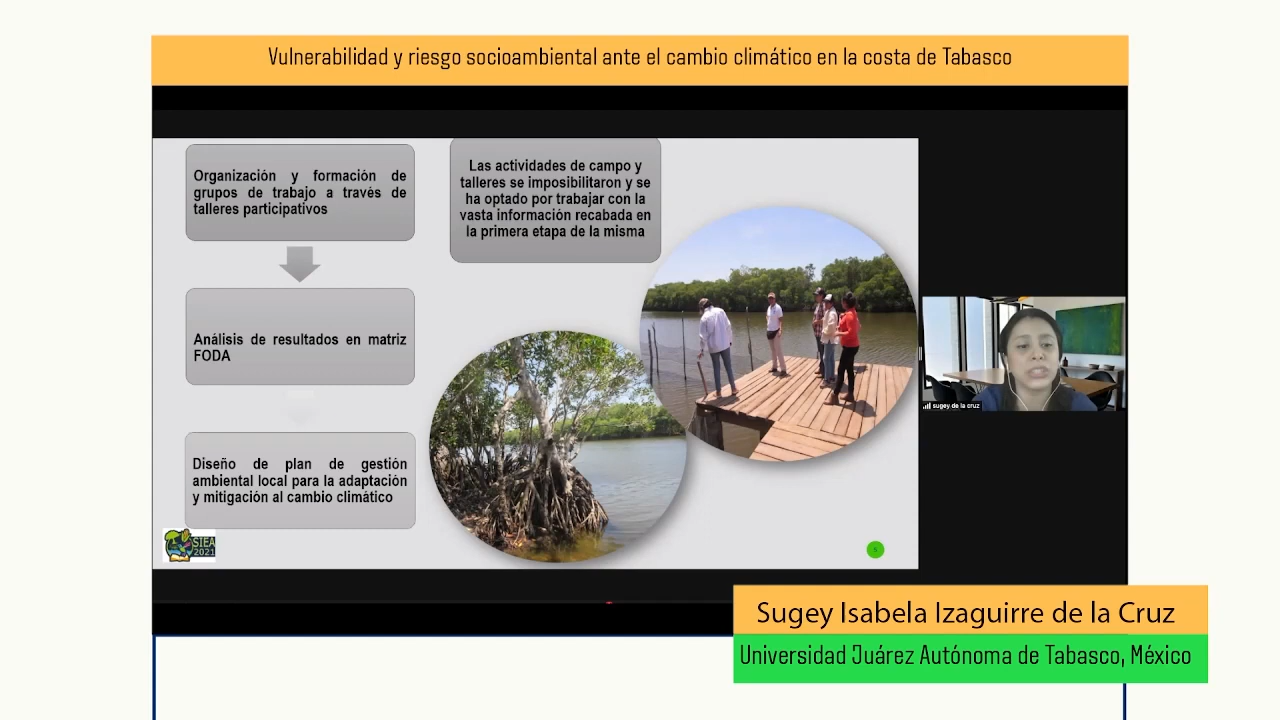 Vulnerabilidad y riesgo socioambiental ante el cambio climático en la costa de Tabasco
Organización y formación de
grupos de trabajo a través de
talleres participativos
Las actividades de campo y
talleres se imposibilitaron y se
ha optado por trabajar con la
vasta información recabada en
la primera etapa de la misma
Análisis de resultados en matriz
FODA
Diseño de plan de gestión
ambiental local para la adaptación
y mitigación al cambio climático
SIEA
2021
5
sugey de la cruz
Sugey Isabela Izaguirre de la Cruz
Universidad Juárez Autónoma de Tabasco, México